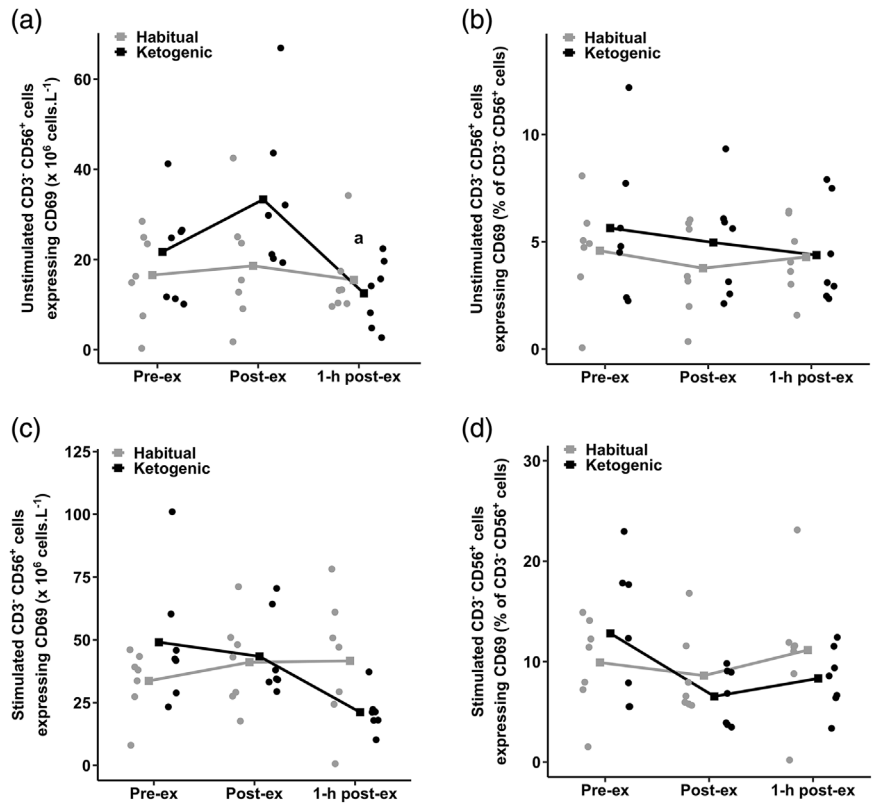 (a)
Habitual
Ketogenic
Unstimulated CD3⁻ CD56⁺ cells
expressing CD69 (x 10⁶ cells.L⁻¹)
60
40
20
0
a
Pre-ex Post-ex 1-h post-ex
(b)
Habitual
Ketogenic
Unstimulated CD3⁻ CD56⁺ cells
expressing CD69 (% of CD3⁻ CD56⁺ cells)
10
5
0
Pre-ex Post-ex 1-h post-ex
(c)
Habitual
Ketogenic
Stimulated CD3⁻ CD56⁺ cells
expressing CD69 (x 10⁶ cells.L⁻¹)
125
100
75
50
25
0
Pre-ex Post-ex 1-h post-ex
(d)
Habitual
Ketogenic
Stimulated CD3⁻ CD56⁺ cells
expressing CD69 (% of CD3⁻ CD56⁺ cells)
30
20
10
0
Pre-ex Post-ex 1-h post-ex